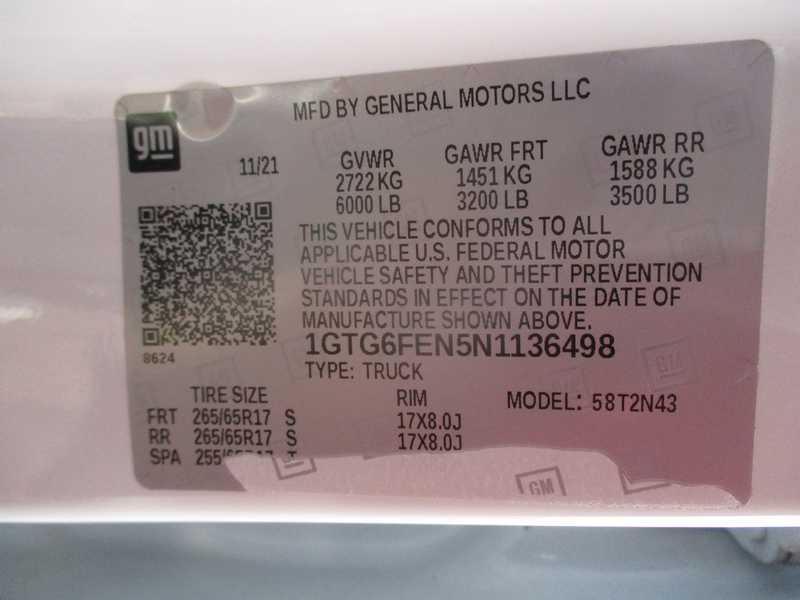 MFD BY GENERAL MOTORS LLC
gm
11/21
GVWR GAWR FRT GAWR RR
2722 KG 1451 KG 1588 KG
6000 LB 3200 LB 3500 LB
THIS VEHICLE CONFORMS TO ALL
APPLICABLE U.S. FEDERAL MOTOR
VEHICLE SAFETY AND THEFT PREVENTION
STANDARDS IN EFFECT ON THE DATE OF
MANUFACTURE SHOWN ABOVE.
8624
1GTG6FEN5N1136498
TYPE: TRUCK
TIRE SIZE RIM MODEL: 58T2N43
FRT 265/65R17 S 17X8.0J
RR 265/65R17 S 17X8.0J
SPA
GM